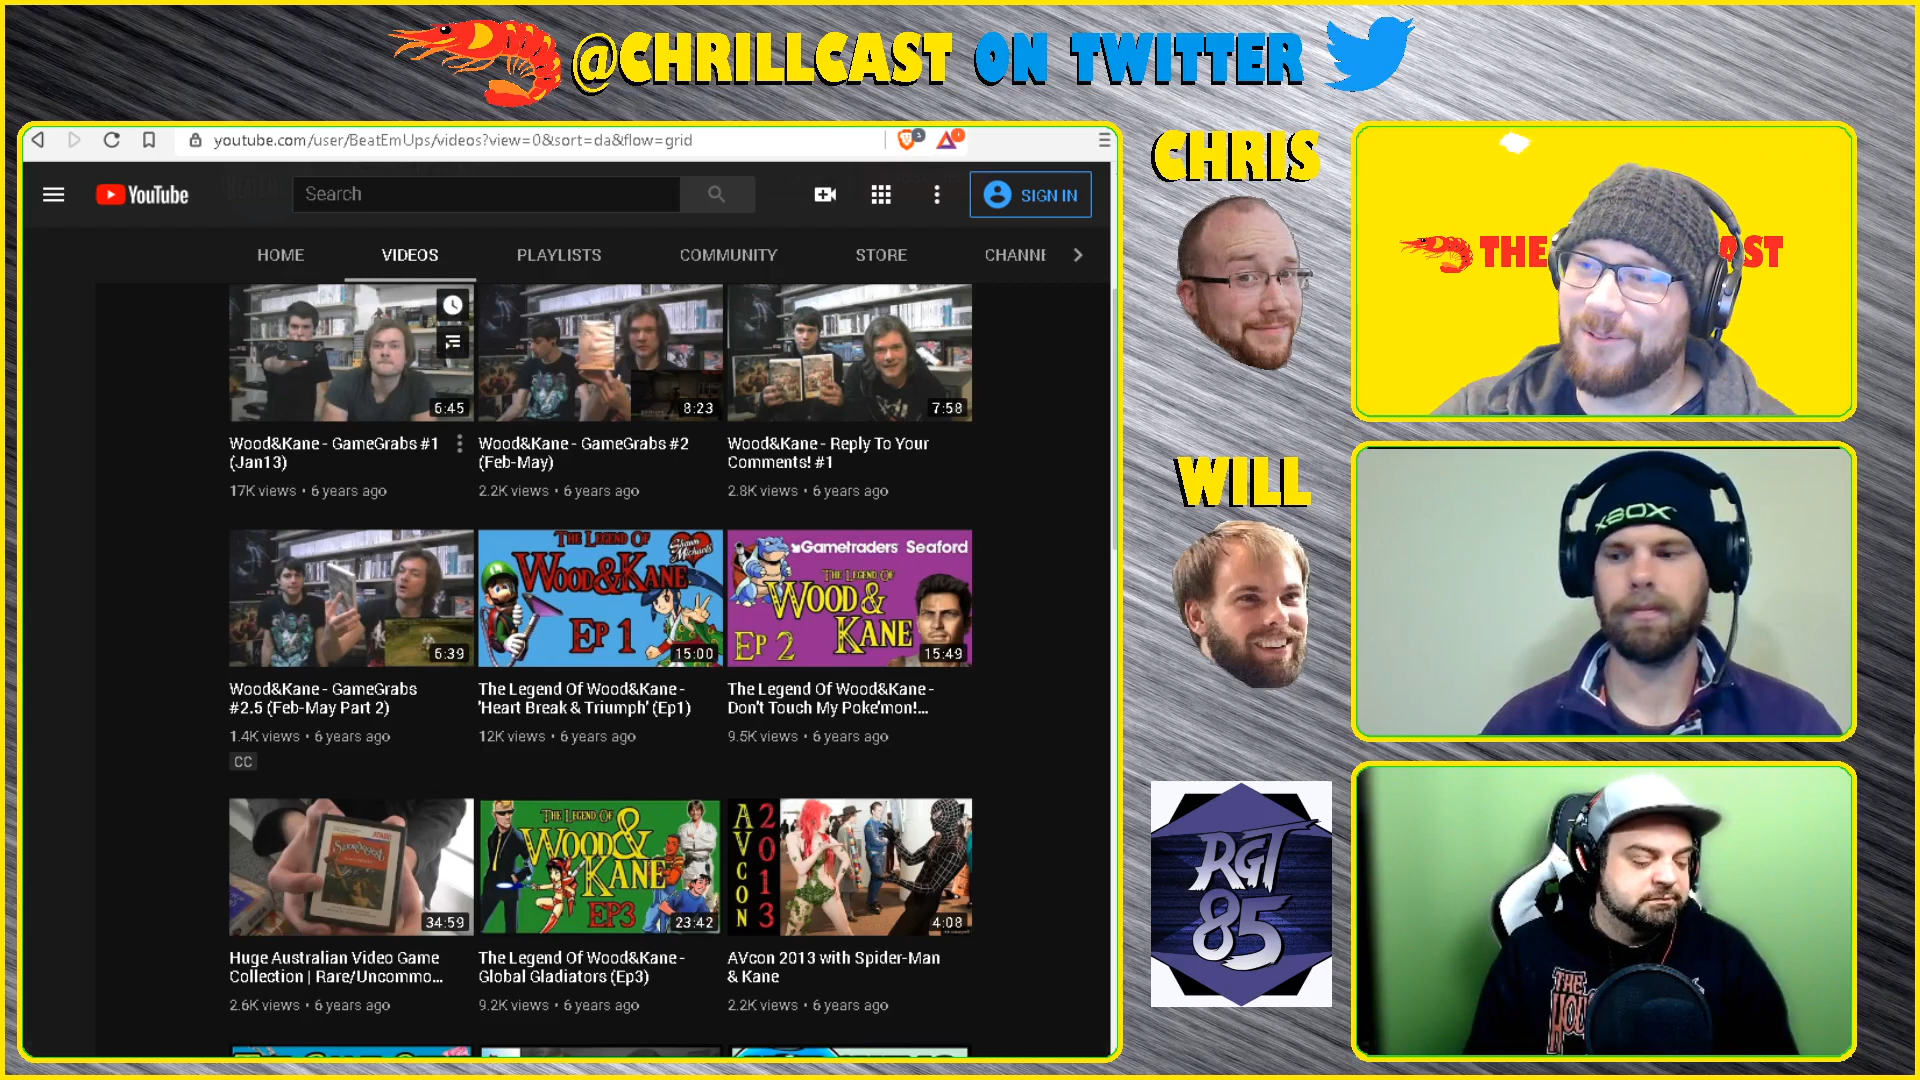 @CHRILLCAST ON TWITTER
youtube.com/user/BeatEmUps/videos?view=0&sort=da&flow=grid
YouTube
Search
SIGN IN
HOME
VIDEOS
PLAYLISTS
COMMUNITY
STORE
CHANNE
6:45
8:23
7:58
Wood&Kane - GameGrabs #1
(Jan13)
17K views • 6 years ago
Wood&Kane - GameGrabs #2
(Feb-May)
2.2K views • 6 years ago
Wood&Kane - Reply To Your
Comments! #1
2.8K views • 6 years ago
6:39
THE LEGEND OF
WOOD&KANE
Shawn
Michaels
EP 1
15:00
Gametraders Seaford
THE LEGEND OF
WOOD &
KANE
EP 2
15:49
Wood&Kane - GameGrabs
#2.5 (Feb-May Part 2)
1.4K views • 6 years ago
CC
The Legend Of Wood&Kane -
'Heart Break & Triumph' (Ep1)
12K views • 6 years ago
The Legend Of Wood&Kane -
Don't Touch My Poke'mon!...
9.5K views • 6 years ago
ATARI
34:59
THE LEGEND OF
WOOD&
KANE
EP3
23:42
AVCON
2013
4:08
Huge Australian Video Game
Collection | Rare/Uncommo...
2.6K views • 6 years ago
The Legend Of Wood&Kane -
Global Gladiators (Ep3)
9.2K views • 6 years ago
AVcon 2013 with Spider-Man
& Kane
2.2K views • 6 years ago
CHRIS
THE
AST
WILL
XBOX
RGT
85
THE